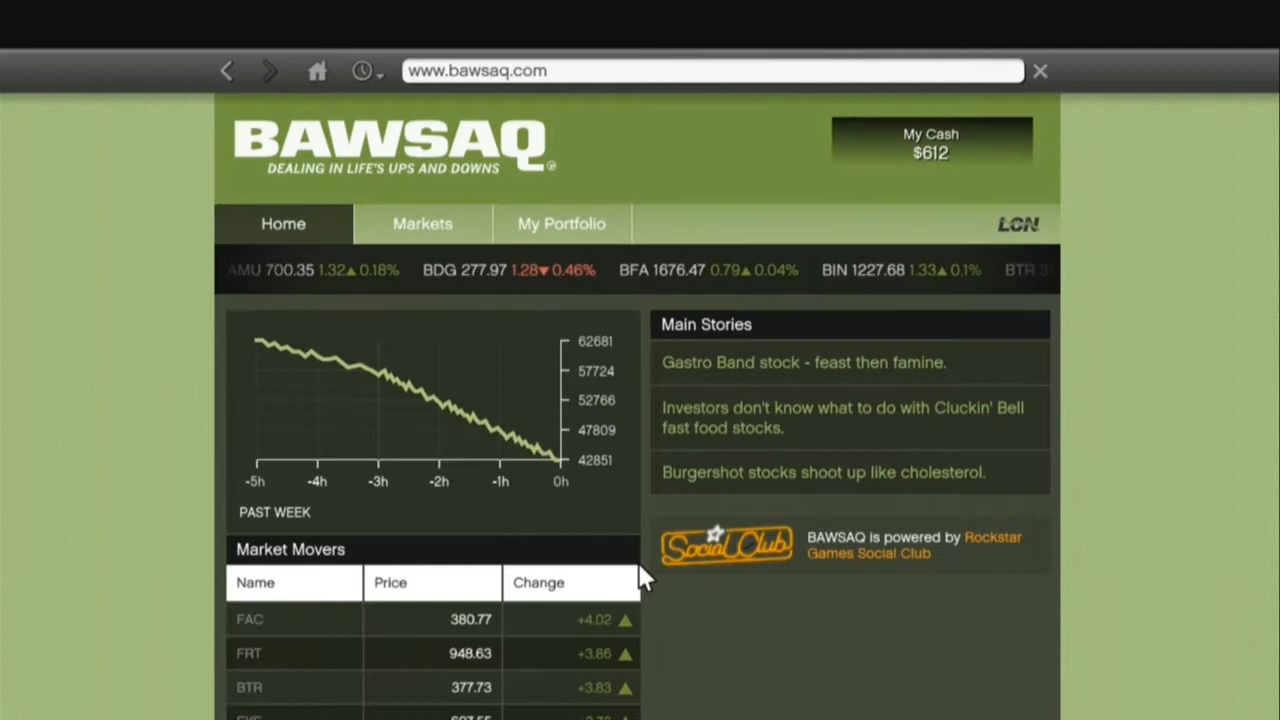 www.bawsaq.com
BAWSAQ
DEALING IN LIFE'S UPS AND DOWNS
My Cash
$612
Home Markets My Portfolio LCN
AMU 700.35 1.32▲0.18% BDG 277.97 1.28▼0.46% BFA 1676.47 0.79▲0.04% BIN 1227.68 1.33▲0.1% BTR
62681
57724
52766
47809
42851
-5h -4h -3h -2h -1h 0h
PAST WEEK
Main Stories
Gastro Band stock - feast then famine.
Investors don't know what to do with Cluckin' Bell
fast food stocks.
Burgershot stocks shoot up like cholesterol.
Social Club
BAWSAQ is powered by Rockstar
Games Social Club
Market Movers
Name Price Change
FAC 380.77 +4.02 ▲
FRT 948.63 +3.86 ▲
BTR 377.73 +3.83 ▲